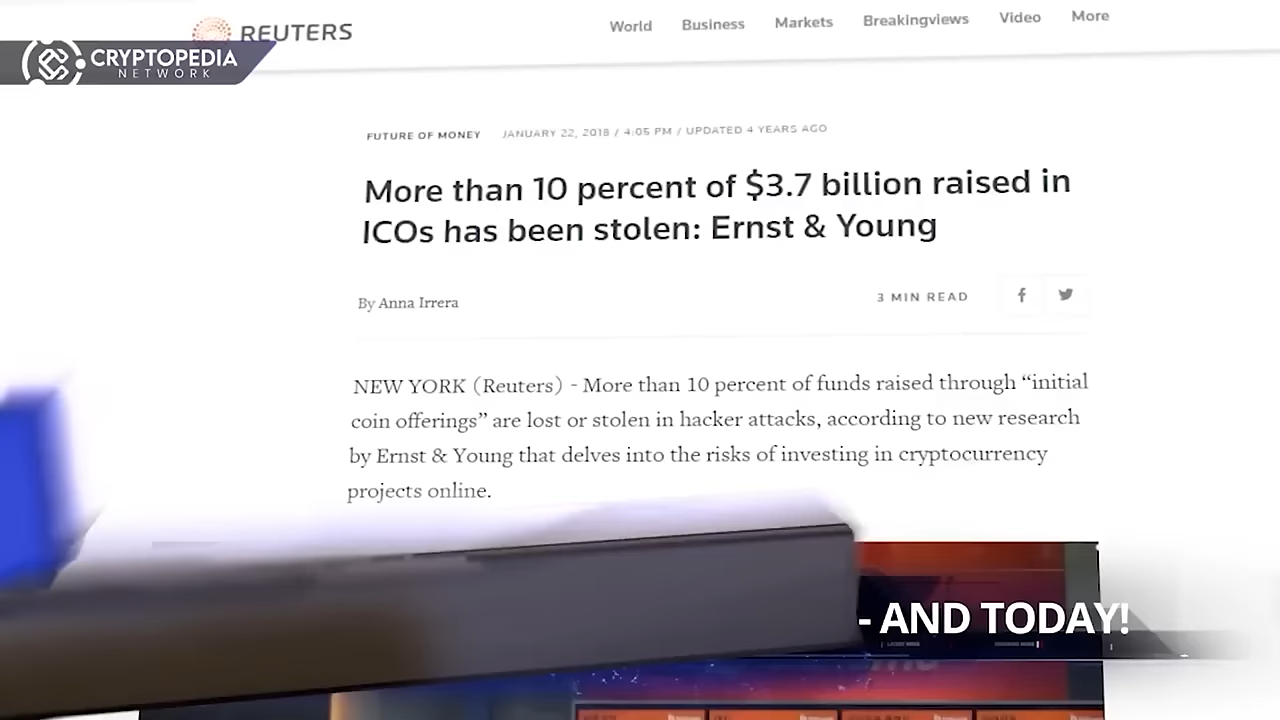 REUTERS
World Business Markets Breakingviews Video More
CRYPTOPEDIA
NETWORK
FUTURE OF MONEY JANUARY 22, 2018 / 4:05 PM / UPDATED 4 YEARS AGO
More than 10 percent of $3.7 billion raised in
ICOs has been stolen: Ernst & Young
By Anna Irrera
3 MIN READ
NEW YORK (Reuters) - More than 10 percent of funds raised through “initial
coin offerings” are lost or stolen in hacker attacks, according to new research
by Ernst & Young that delves into the risks of investing in cryptocurrency
projects online.
- AND TODAY!